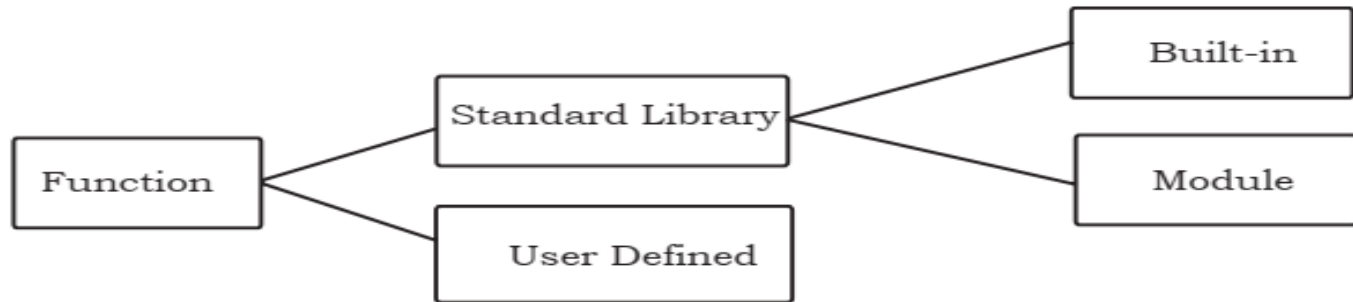 Function
Standard Library
User Defined
Built-in
Module